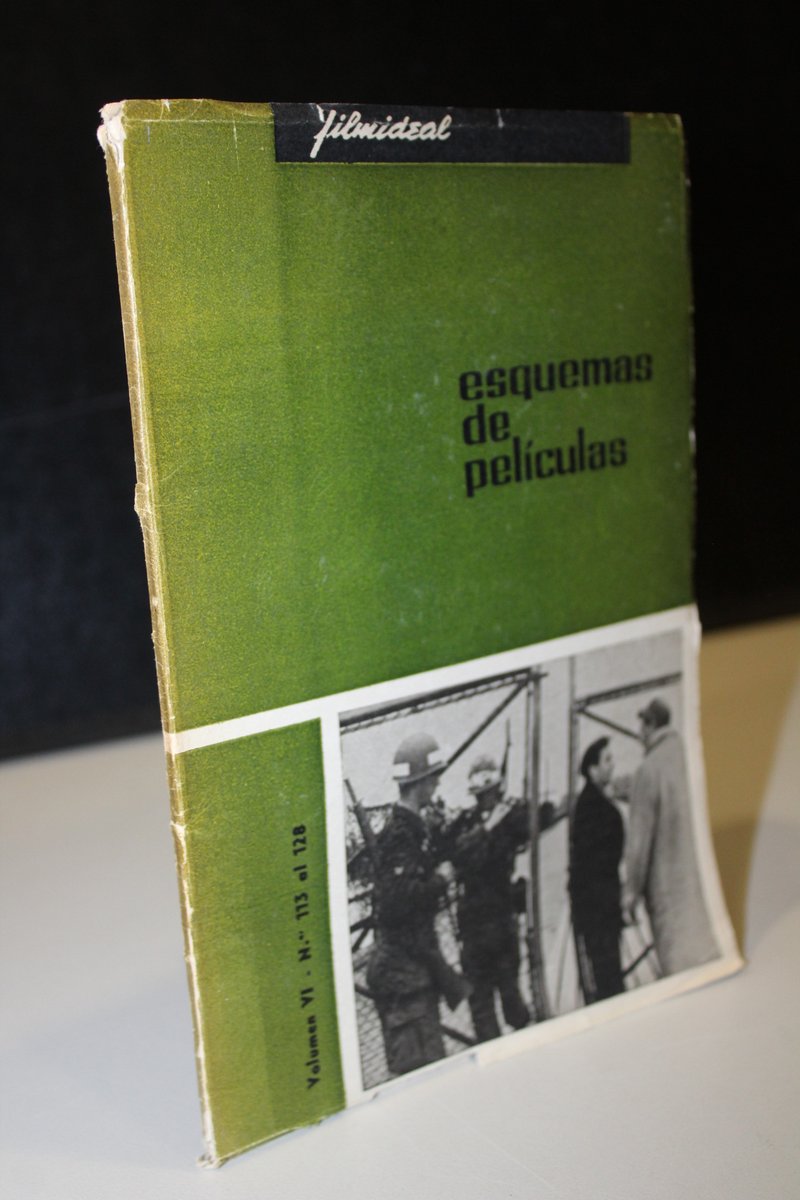 filmideal
esquemas
de
películas
Volumen VI - N.º 113 al 128